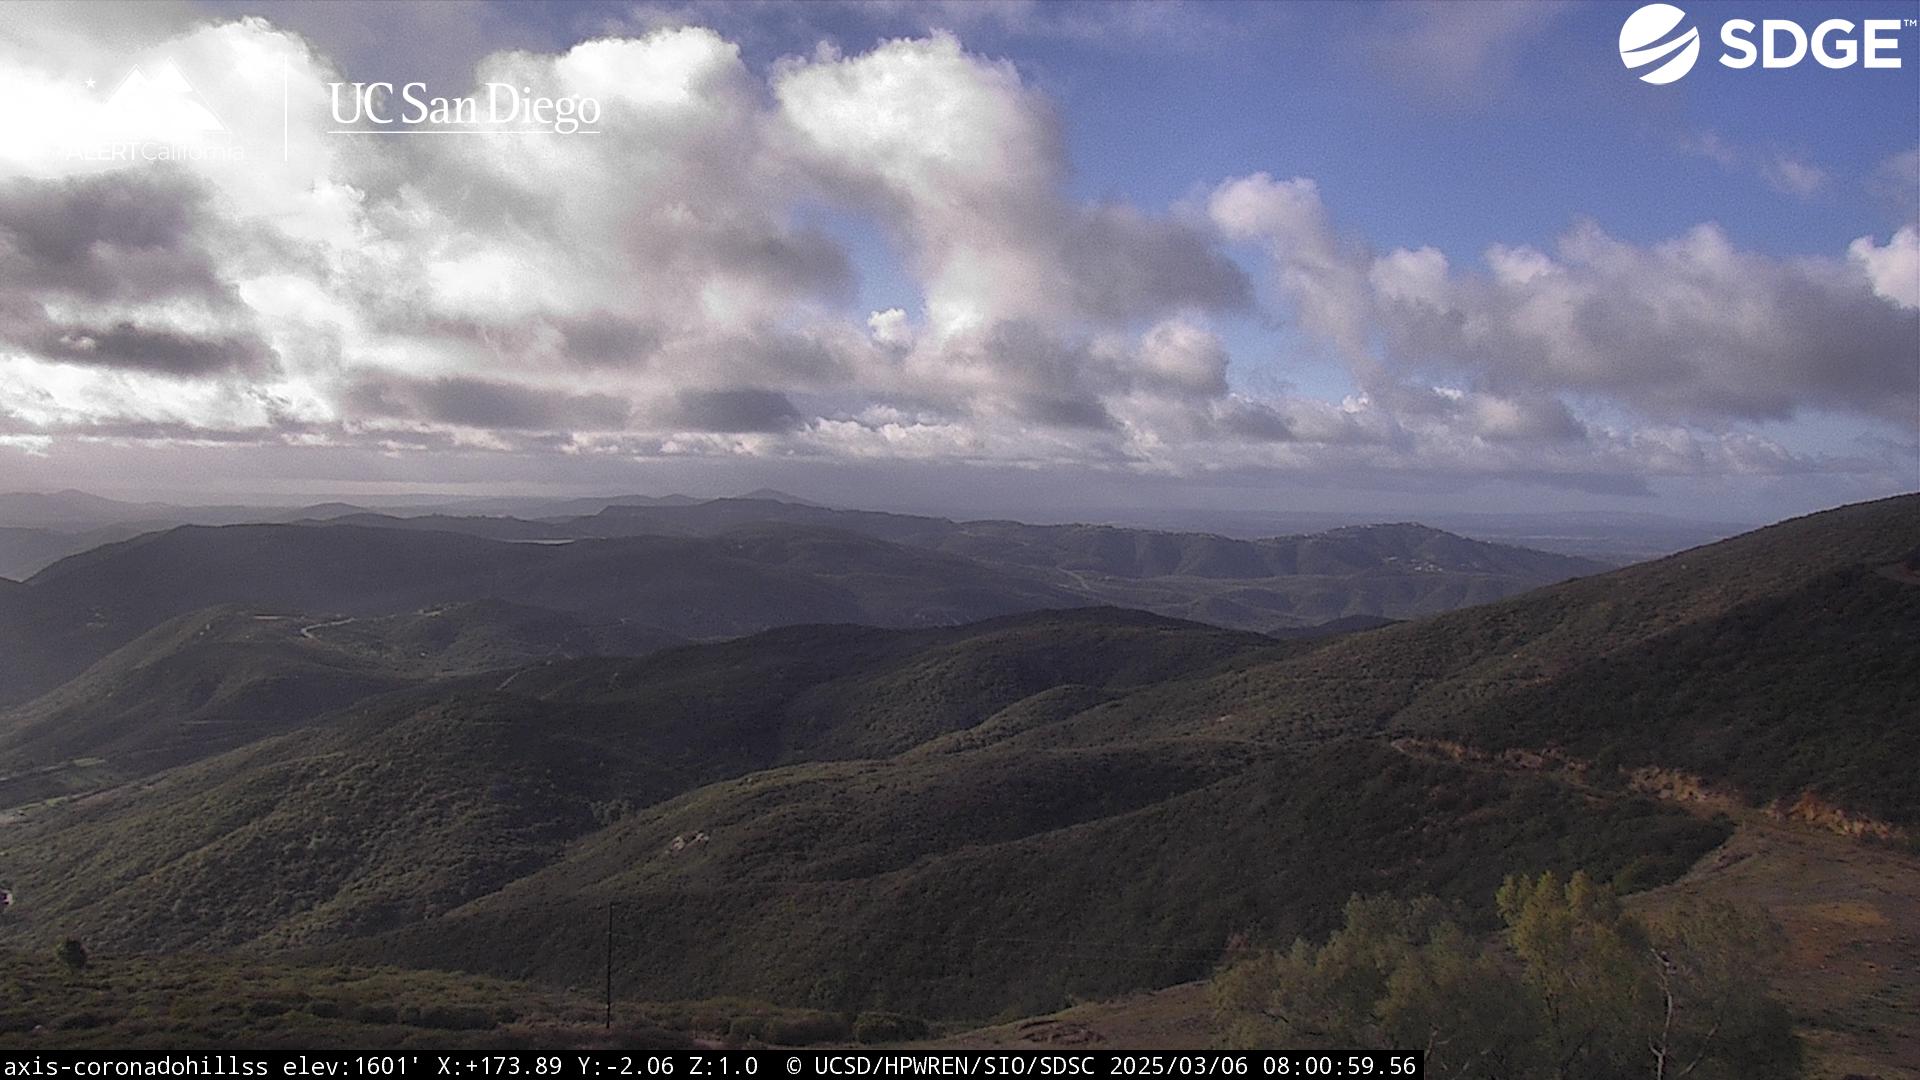 SDGE™
UC San Diego
ALERTCalifornia
axis-coronadohillss elev:1601' X:+173.89 Y:-2.06 Z:1.0 © UCSD/HPWREN/SIO/SDSC 2025/03/06 08:00:59.56